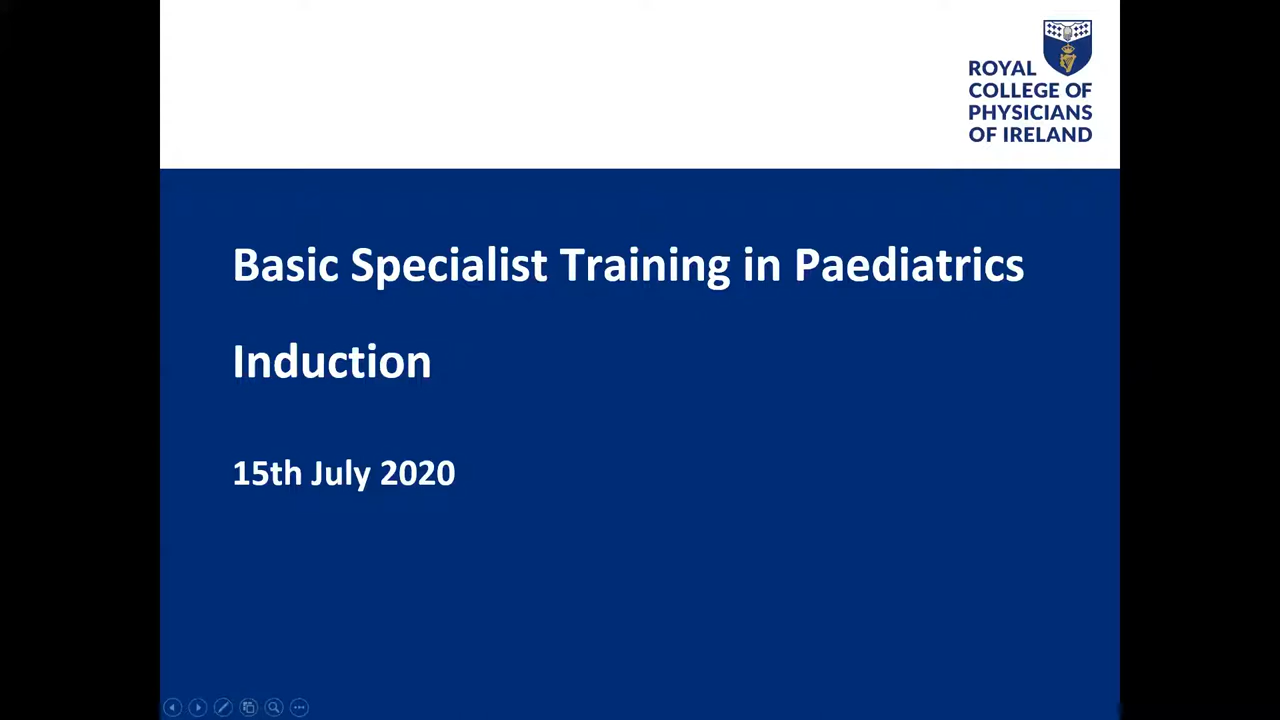 ROYAL
COLLEGE OF
PHYSICIANS
OF IRELAND
Basic Specialist Training in Paediatrics
Induction
15th July 2020